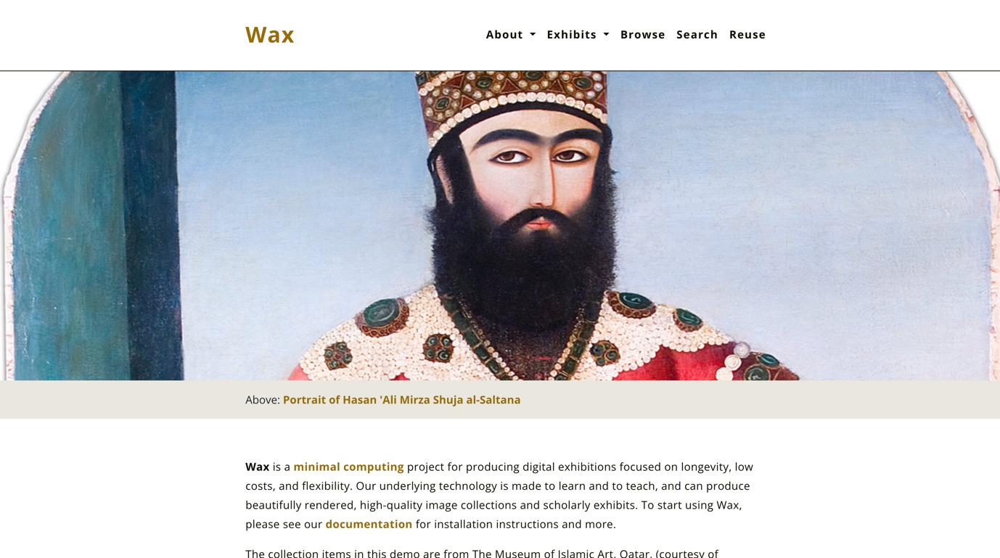 Wax
About Exhibits Browse Search Reuse
Above: Portrait of Hasan 'Ali Mirza Shuja al-Saltana
Wax is a minimal computing project for producing digital exhibitions focused on longevity, low
costs, and flexibility. Our underlying technology is made to learn and to teach, and can produce
beautifully rendered, high-quality image collections and scholarly exhibits. To start using Wax,
please see our documentation for installation instructions and more.
The collection items in this demo are from The Museum of Islamic Art, Qatar, (courtesy of